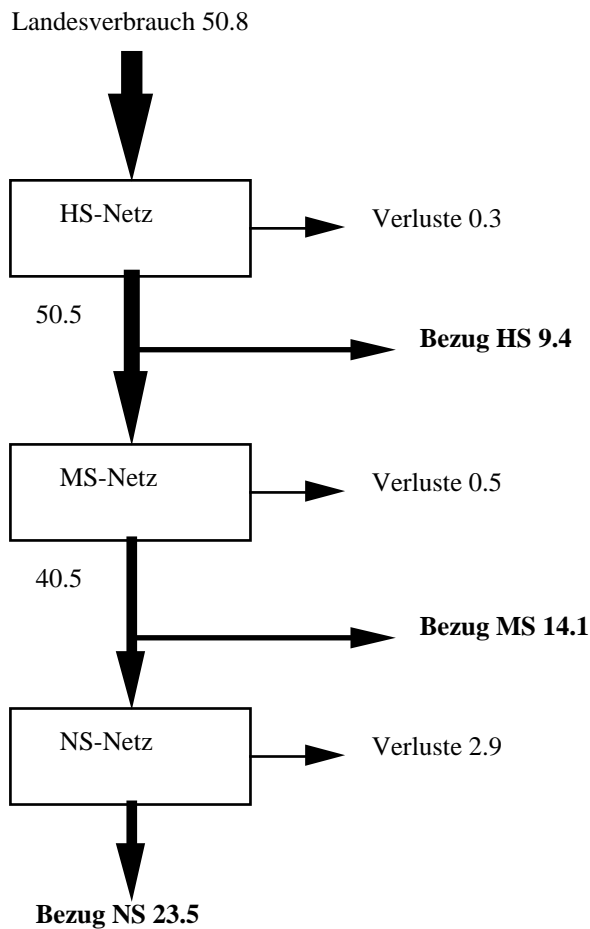 Landesverbrauch 50.8
HS-Netz
Verluste 0.3
50.5
Bezug HS 9.4
MS-Netz
Verluste 0.5
40.5
Bezug MS 14.1
NS-Netz
Verluste 2.9
Bezug NS 23.5